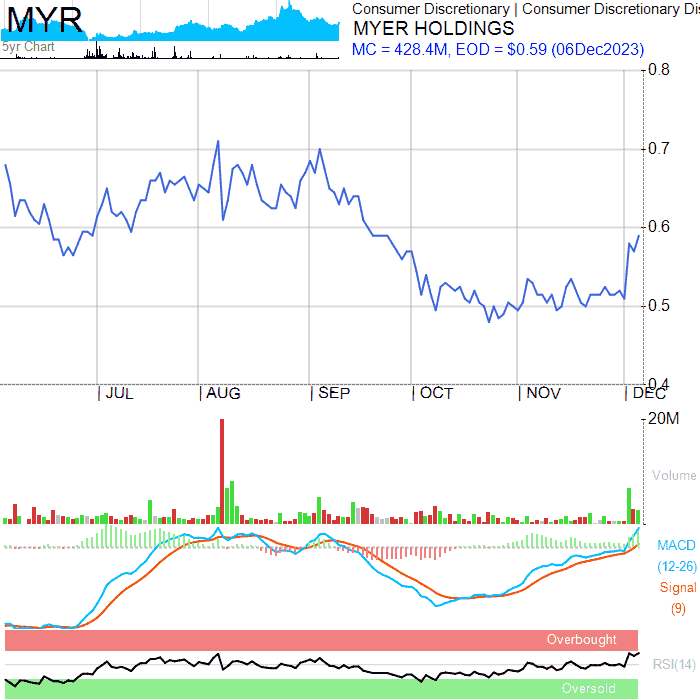 MYR
5yr Chart
Consumer Discretionary | Consumer Discretionary Dis
MYER HOLDINGS
MC = 428.4M, EOD = $0.59 (06Dec2023)
0.8
0.7
0.6
0.5
0.4
JUL AUG SEP OCT NOV DEC
20M
Volume
MACD
(12-26)
Signal
(9)
Overbought
RSI(14)
Oversold